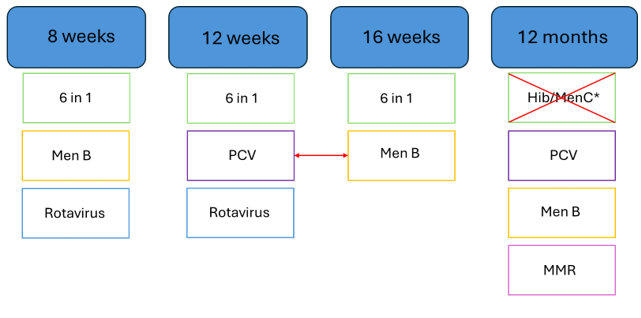 8 weeks
12 weeks
16 weeks
12 months
6 in 1
6 in 1
6 in 1
Hib/MenC*
Men B
PCV
Men B
PCV
Rotavirus
Rotavirus
Men B
MMR